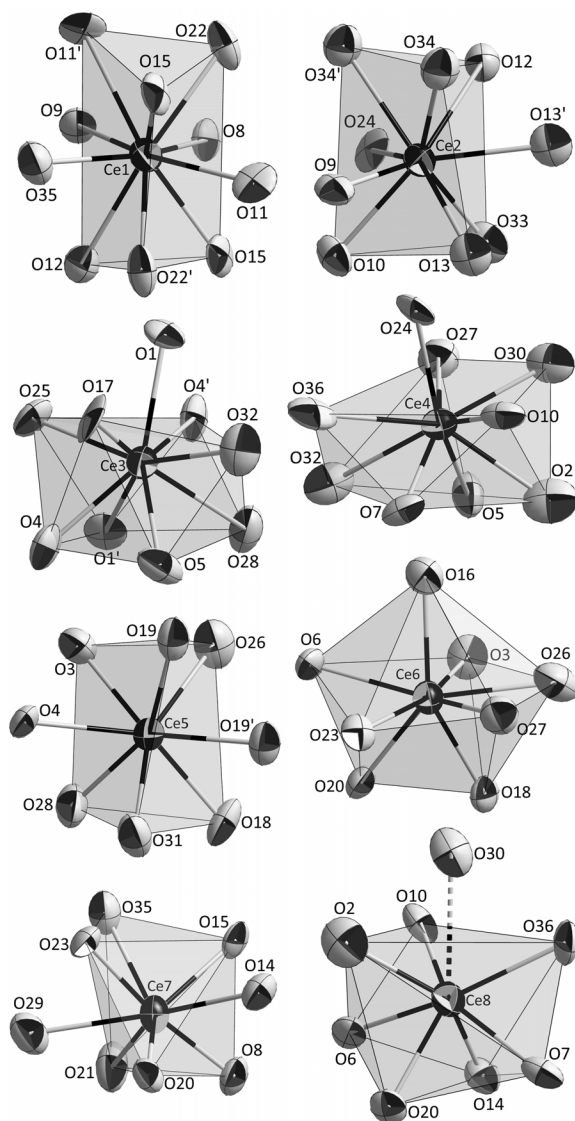 O11' O22
O15
O9 O8
Ce1
O35 O11
O12 O22' O15
O34' O34 O12
O24 Ce2 O13'
O9
O10 O13 O33
O1
O25 O17 O4'
O32
Ce3
O4 O1' O5 O28
O24 O27 O30
O36 Ce4 O10
O32 O7 O5 O2
O3 O19 O26
O4 Ce5 O19'
O28 O31 O18
O16
O6 O3 O26
Ce6
O23 O27
O20 O18
O35
O23 O15
Ce7 O14
O29
O21 O20 O8
O30
O2 O10 O36
Ce8
O6 O7
O20 O14